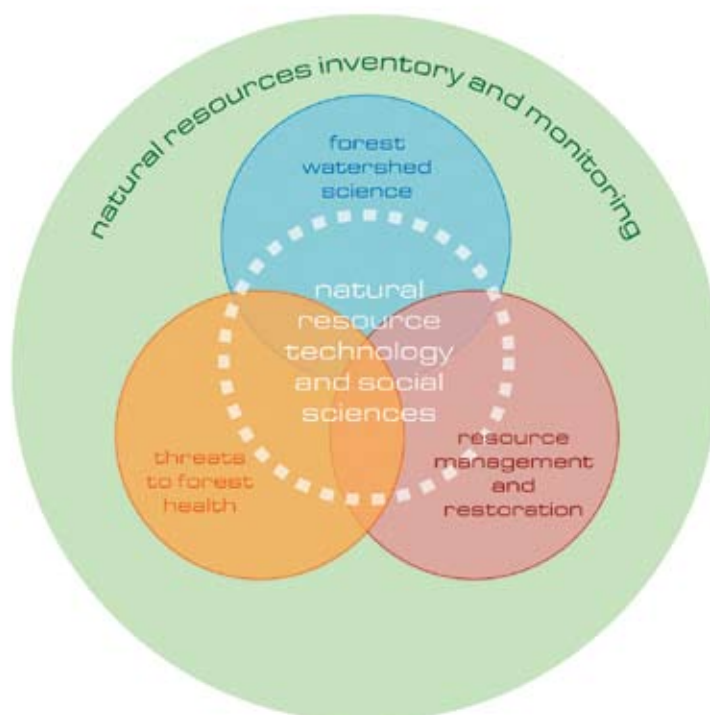 natural resources inventory and monitoring
forest
watershed
science
natural
resource
technology
and social
sciences
threats
to forest
health
resource
management
and
restoration